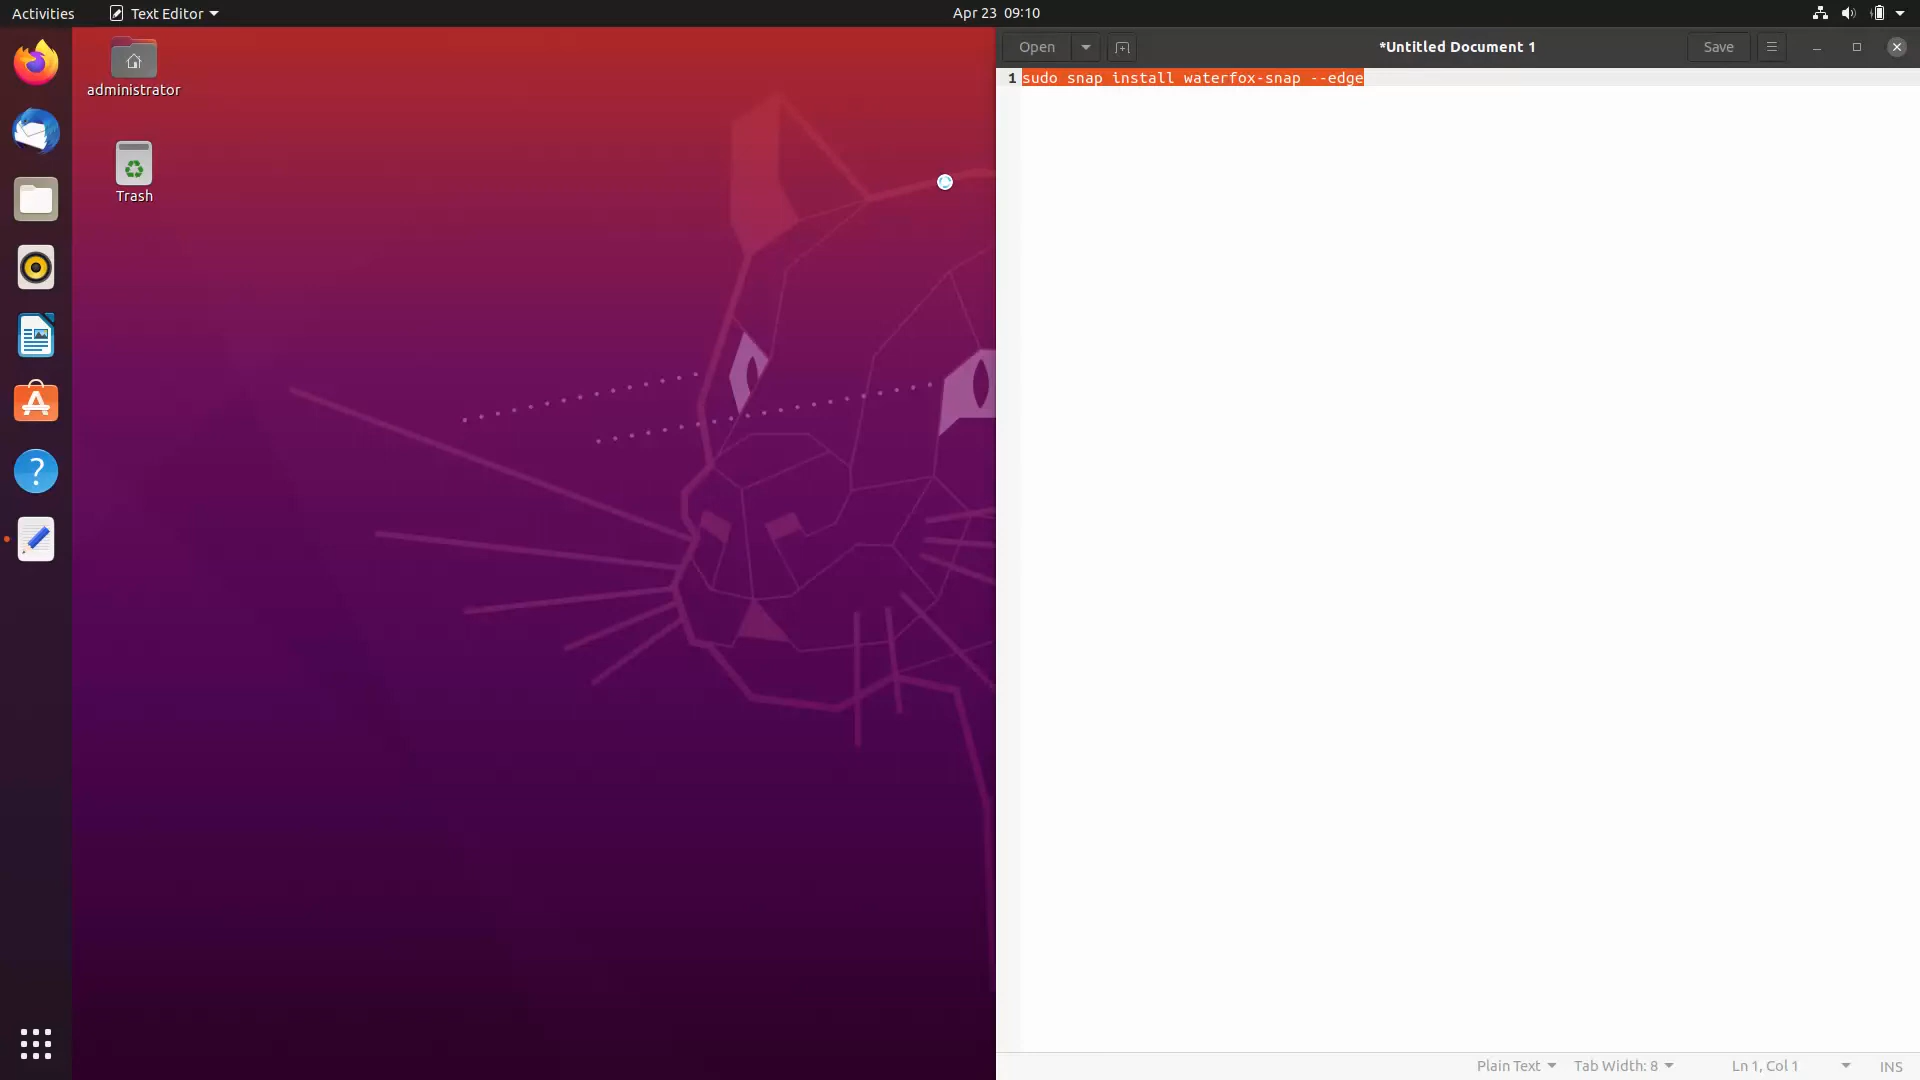 Activities
Text Editor
Apr 23 09:10
Open
*Untitled Document 1
Save
administrator
1 sudo snap install waterfox-snap --edge
Trash
Plain Text
Tab Width: 8
Ln 1, Col 1
INS